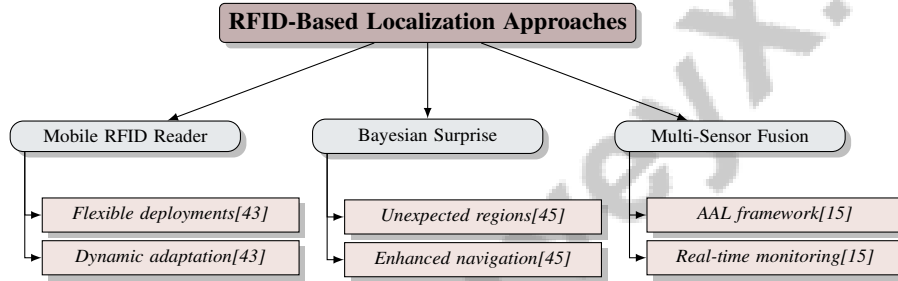 RFID-Based Localization Approaches
Mobile RFID Reader
Bayesian Surprise
Multi-Sensor Fusion
Flexible deployments[43]
Unexpected regions[45]
AAL framework[15]
Dynamic adaptation[43]
Enhanced navigation[45]
Real-time monitoring[15]